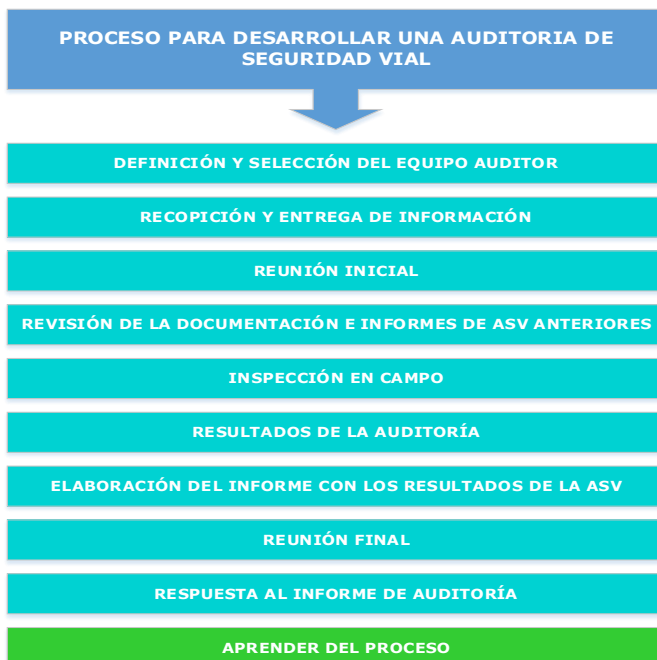 PROCESO PARA DESARROLLAR UNA AUDITORIA DE
SEGURIDAD VIAL
DEFINICIÓN Y SELECCIÓN DEL EQUIPO AUDITOR
RECOPICIÓN Y ENTREGA DE INFORMACIÓN
REUNIÓN INICIAL
REVISIÓN DE LA DOCUMENTACIÓN E INFORMES DE ASV ANTERIORES
INSPECCIÓN EN CAMPO
RESULTADOS DE LA AUDITORÍA
ELABORACIÓN DEL INFORME CON LOS RESULTADOS DE LA ASV
REUNIÓN FINAL
RESPUESTA AL INFORME DE AUDITORÍA
APRENDER DEL PROCESO